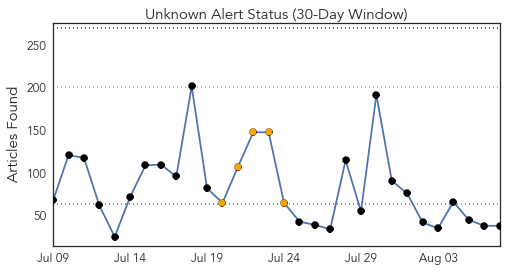 Unknown Alert Status (30-Day Window)
250
200
150
100
50
Articles Found
Jul 09 Jul 14 Jul 19 Jul 24 Jul 29 Aug 03